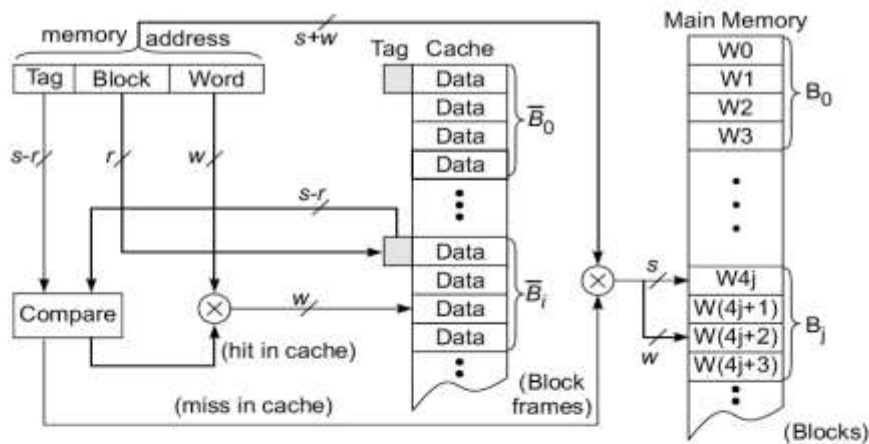 memory address
Tag Block Word
s-r
r
w
s+w
Tag Cache
Data
Data
Data
Data
B̅0
s-r
Data
Data
Data
Data
B̅i
Compare
w
(hit in cache)
(miss in cache)
(Block
frames)
s
w
Main Memory
W0
W1
W2
W3
B0
W4j
W(4j+1)
W(4j+2)
W(4j+3)
Bj
(Blocks)